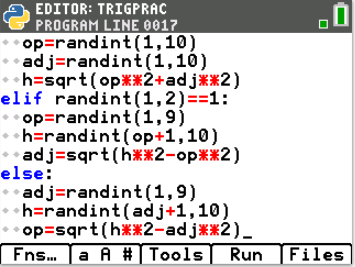 EDITOR: TRIGPRAC
PROGRAM LINE 0017
op=randint(1,10)
adj=randint(1,10)
h=sqrt(op**2+adj**2)
elif randint(1,2)==1:
op=randint(1,9)
h=randint(op+1,10)
adj=sqrt(h**2-op**2)
else:
adj=randint(1,9)
h=randint(adj+1,10)
op=sqrt(h**2-adj**2)_
Fns… a A # Tools Run Files